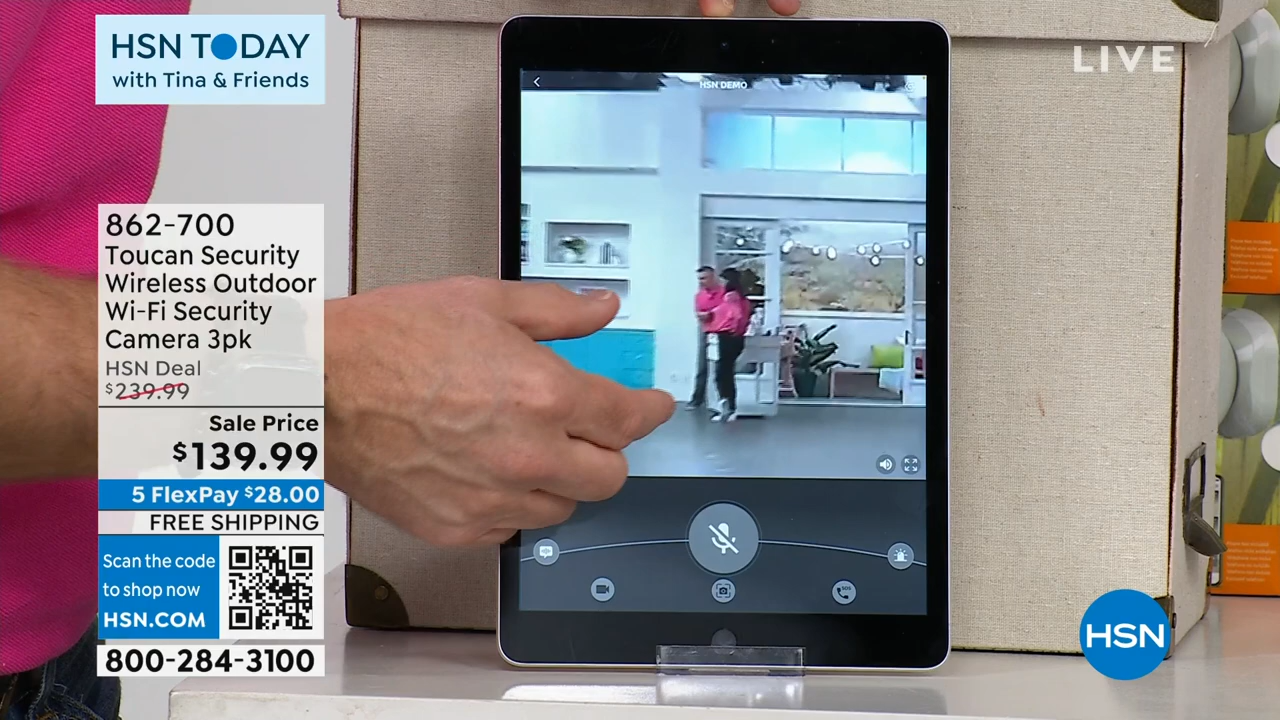 HSN TODAY
with Tina & Friends
LIVE
HSN DEMO
862-700
Toucan Security
Wireless Outdoor
Wi-Fi Security
Camera 3pk
HSN Deal
$239.99
Sale Price
$139.99
5 FlexPay $28.00
FREE SHIPPING
Scan the code
to shop now
HSN.COM
800-284-3100
SOS
HSN